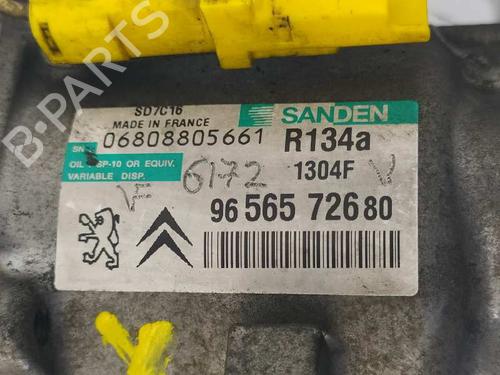 SD7C16
MADE IN FRANCE
SANDEN
SN
06808805661
R134a
OIL SP-10 OR EQUIV.
VARIABLE DISP.
1304F
V
VF
6172
96 565 726 80
B-PARTS